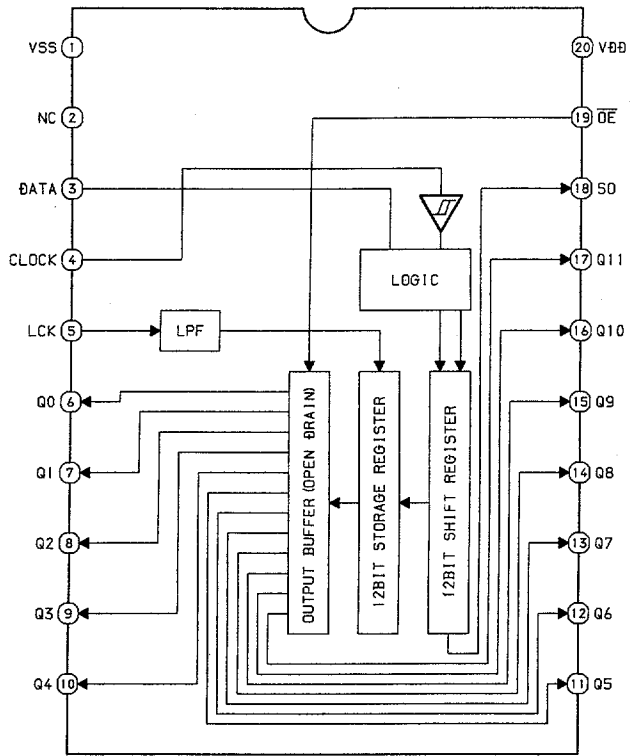 VSS 1
20 VDD
NC 2
19 OE
DATA 3
18 SO
CLOCK 4
17 Q11
LOGIC
LCK 5
LPF
16 Q10
Q0 6
15 Q9
Q1 7
14 Q8
OUTPUT BUFFER(OPEN DRAIN)
12BIT STORAGE REGISTER
12BIT SHIFT REGISTER
Q2 8
13 Q7
Q3 9
12 Q6
Q4 10
11 Q5